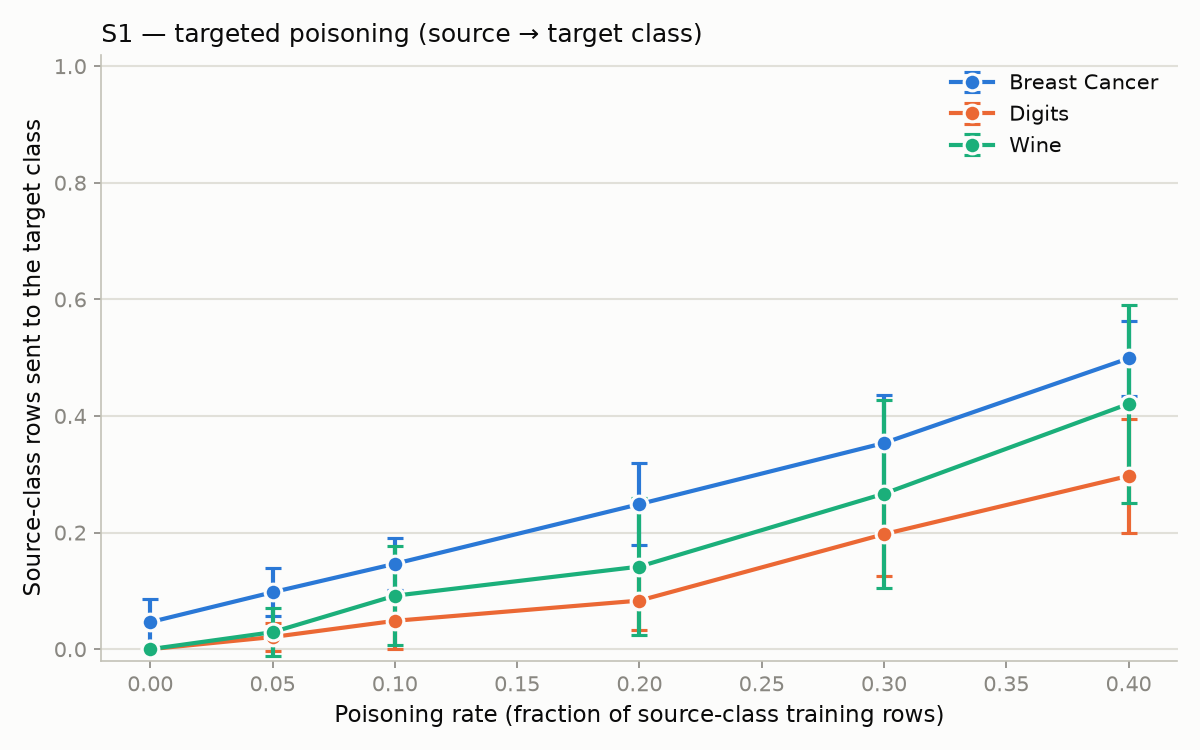 S1 — targeted poisoning (source → target class)
Breast Cancer
Digits
Wine
Source-class rows sent to the target class
1.0
0.8
0.6
0.4
0.2
0.0
0.00 0.05 0.10 0.15 0.20 0.25 0.30 0.35 0.40
Poisoning rate (fraction of source-class training rows)